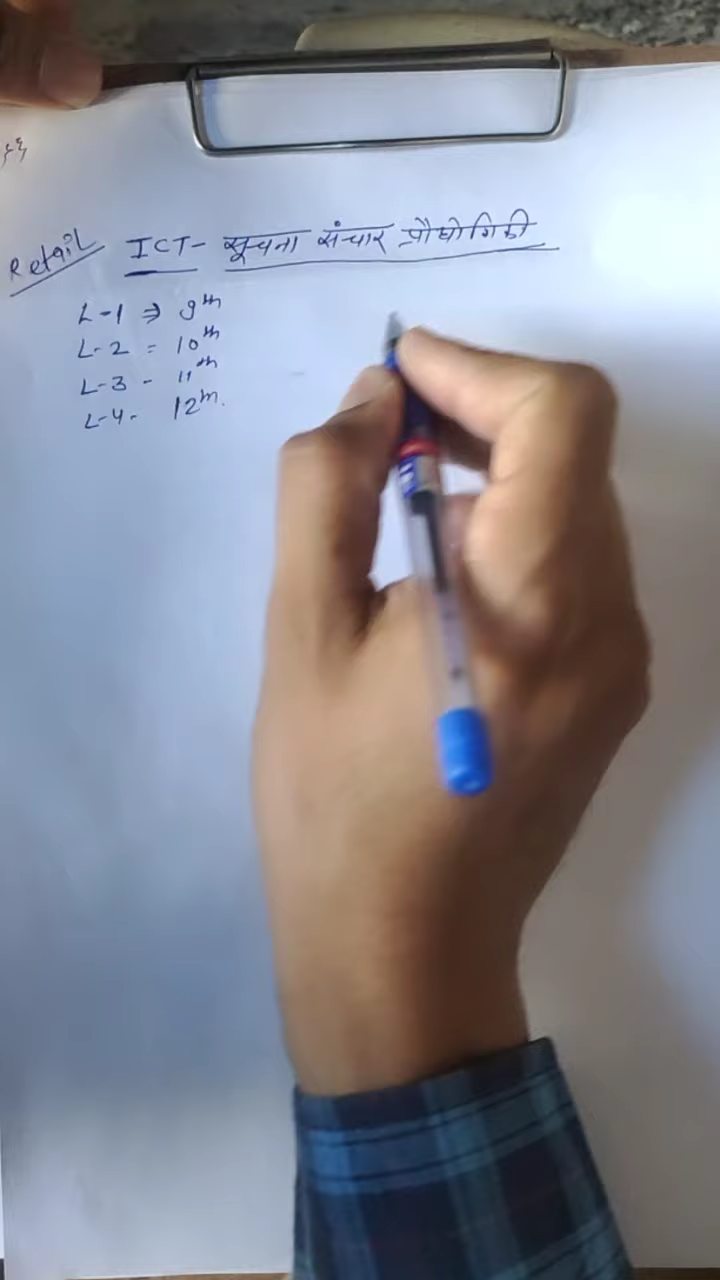 Retail ICT- सूचना संचार प्रौद्योगिकी
L-1 ⇒ 9th
L-2 = 10th
L-3 - 11th
L-4- 12th.